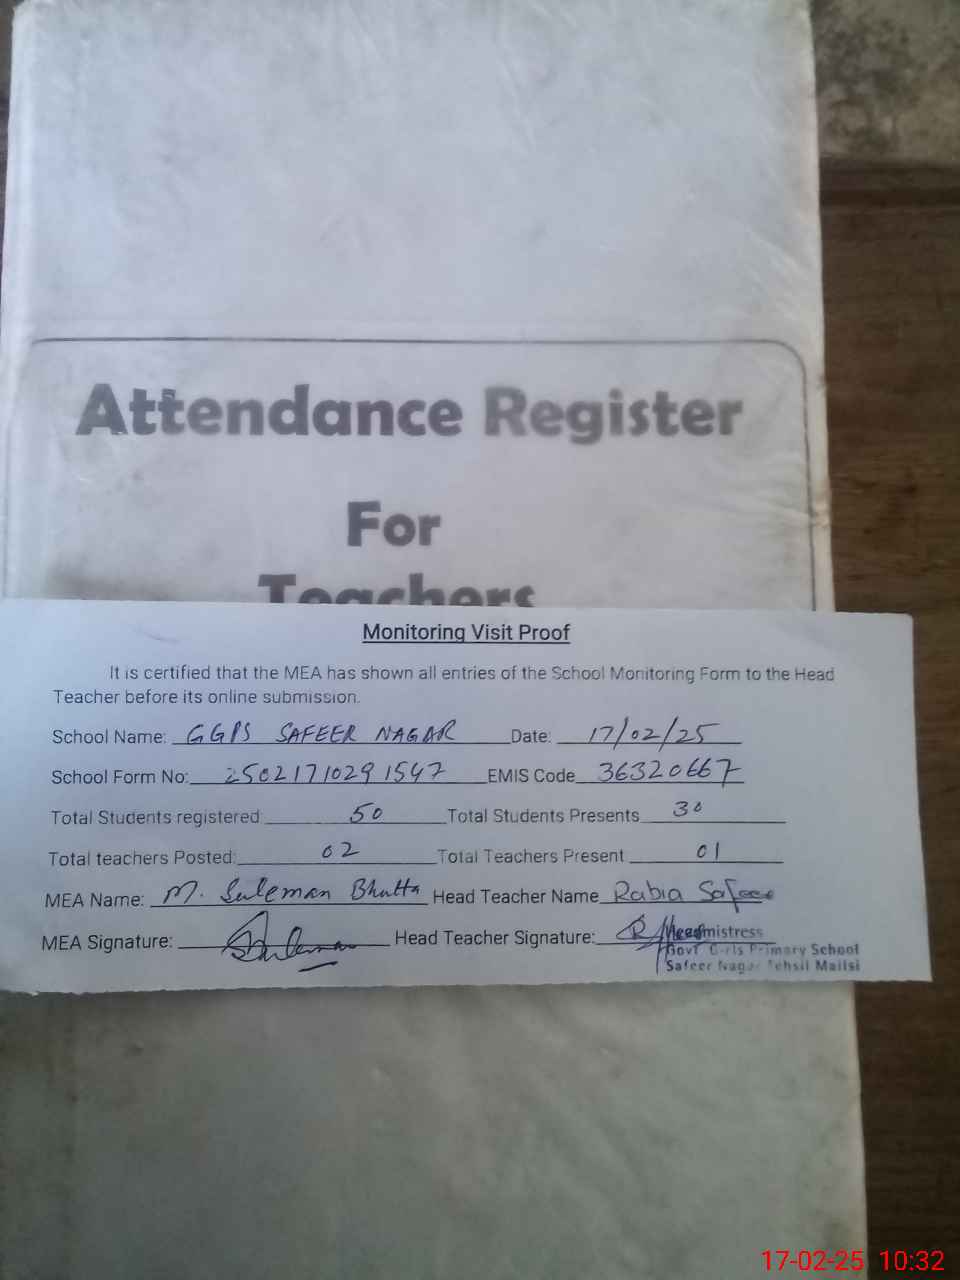 Attendance Register
For
Teachers
Monitoring Visit Proof
It is certified that the MEA has shown all entries of the School Monitoring Form to the Head
Teacher before its online submission.
School Name: GGPS SAFEER NAGAR Date: 17/02/25
School Form No: 25021710291547 EMIS Code 36320667
Total Students registered 50 Total Students Presents 30
Total teachers Posted: 02 Total Teachers Present 01
MEA Name: M. Suleman Bhutta Head Teacher Name Rabia Safeer
MEA Signature: Suleman Head Teacher Signature: Headmistress
Govt Girls Primary School
Safeer Nagar Tehsil Mailsi
17-02-25 10:32